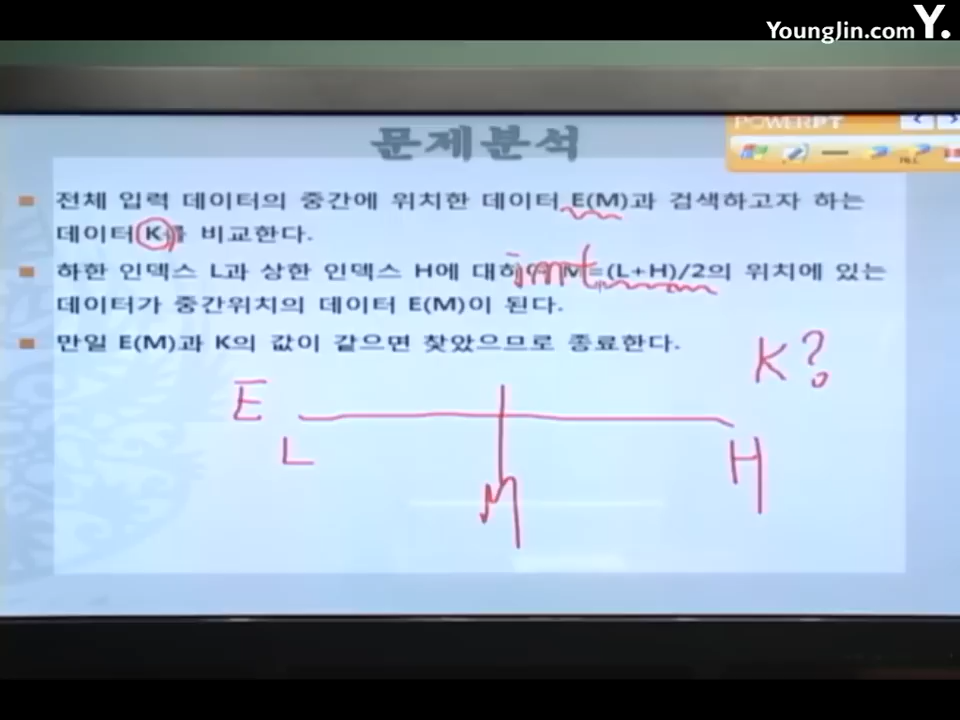 YoungJin.com Y.
문제분석
POWERPT
전체 입력 데이터의 중간에 위치한 데이터 E(M)과 검색하고자 하는
데이터 K를 비교한다.
하한 인덱스 L과 상한 인덱스 H에 대하여 M=(L+H)/2의 위치에 있는
int
데이터가 중간위치의 데이터 E(M)이 된다.
만일 E(M)과 K의 값이 같으면 찾았으므로 종료한다.
K?
E
L
H
M